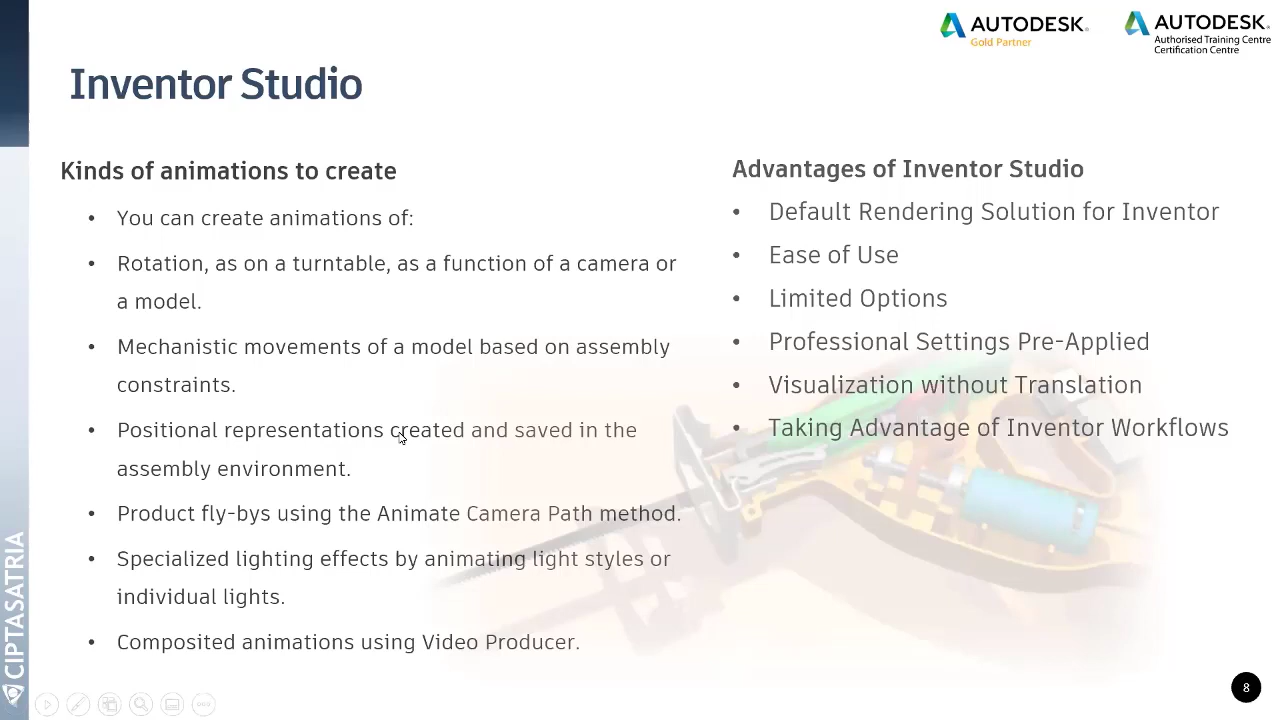 AUTODESK.
Gold Partner
AUTODESK.
Authorised Training Centre
Certification Centre
Inventor Studio
Kinds of animations to create
• You can create animations of:
• Rotation, as on a turntable, as a function of a camera or
a model.
• Mechanistic movements of a model based on assembly
constraints.
• Positional representations created and saved in the
assembly environment.
• Product fly-bys using the Animate Camera Path method.
• Specialized lighting effects by animating light styles or
individual lights.
• Composited animations using Video Producer.
Advantages of Inventor Studio
• Default Rendering Solution for Inventor
• Ease of Use
• Limited Options
• Professional Settings Pre-Applied
• Visualization without Translation
• Taking Advantage of Inventor Workflows
CIPTASATRIA
8